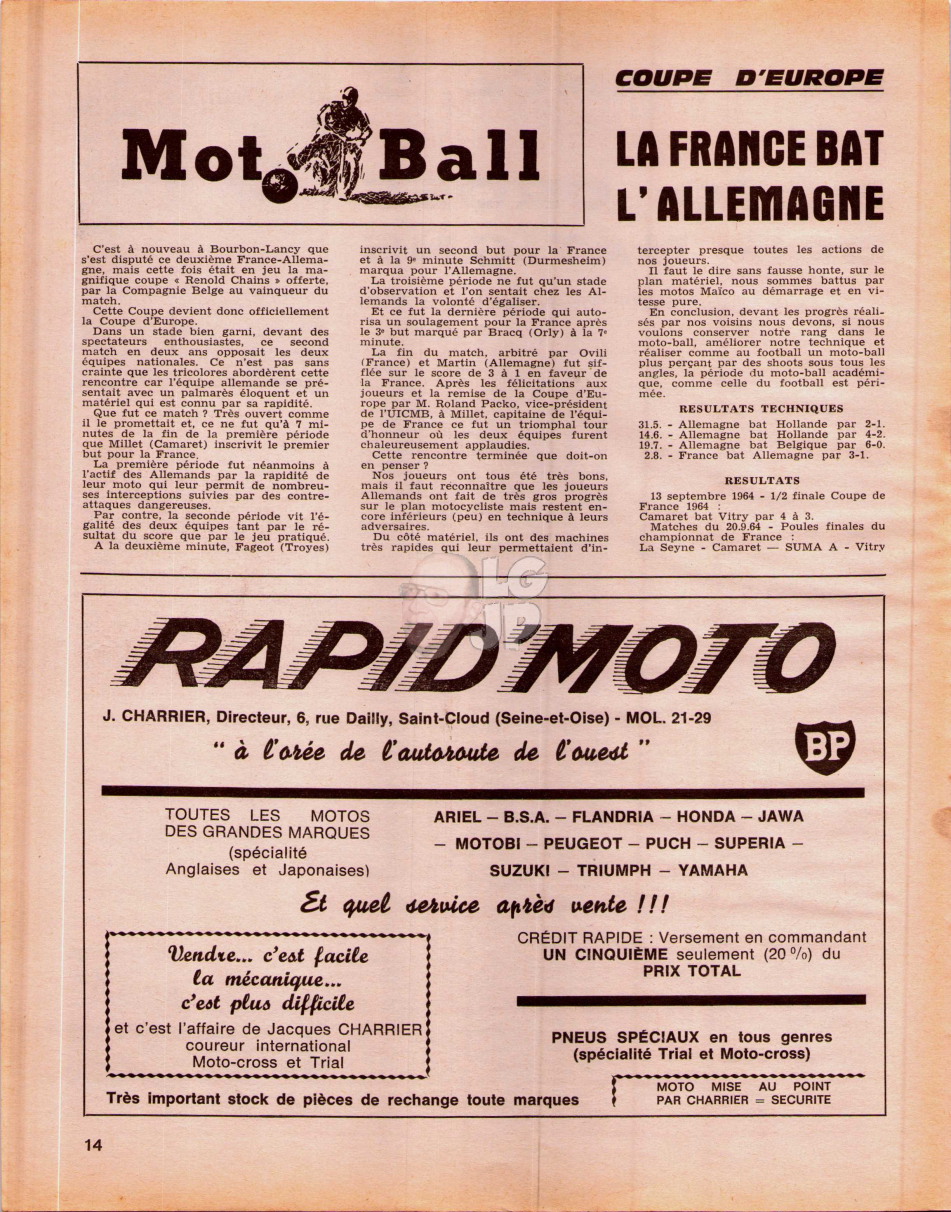 Mot Ball
COUPE D'EUROPE
LA FRANCE BAT
L'ALLEMAGNE
C'est à nouveau à Bourbon-Lancy que
s'est disputé ce deuxième France-Allema-
gne, mais cette fois était en jeu la ma-
gnifique coupe « Renold Chains » offerte,
par la Compagnie Belge au vainqueur du
match.
Cette Coupe devient donc officiellement
la Coupe d'Europe.
Dans un stade bien garni, devant des
spectateurs enthousiastes, ce second
match en deux ans opposait les deux
équipes nationales. Ce n'est pas sans
crainte que les tricolores abordèrent cette
rencontre car l'équipe allemande se pré-
sentait avec un palmarès éloquent et un
matériel qui est connu par sa rapidité.
Que fut ce match ? Très ouvert comme
il le promettait et, ce ne fut qu'à 7 mi-
nutes de la fin de la première période
que Millet (Camaret) inscrivit le premier
but pour la France.
La première période fut néanmoins à
l'actif des Allemands par la rapidité de
leur moto qui leur permit de nombreu-
ses interceptions suivies par des contre-
attaques dangereuses.
Par contre, la seconde période vit l'é-
galité des deux équipes tant par le ré-
sultat du score que par le jeu pratiqué.
A la deuxième minute, Fageot (Troyes)
inscrivit un second but pour la France
et à la 9e minute Schmitt (Durmesheim)
marqua pour l'Allemagne.
La troisième période ne fut qu'un stade
d'observation et l'on sentait chez les Al-
lemands la volonté d'égaliser.
Et ce fut la dernière période qui auto-
risa un soulagement pour la France après
le 3e but marqué par Bracq (Orly) à la 7e
minute.
La fin du match, arbitré par Ovili
(France) et Martin (Allemagne) fut sif-
flée sur le score de 3 à 1 en faveur de
la France. Après les félicitations aux
joueurs et la remise de la Coupe d'Eu-
rope par M. Roland Packo, vice-président
de l'UICMB, à Millet, capitaine de l'équi-
pe de France ce fut un triomphal tour
d'honneur où les deux équipes furent
chaleureusement applaudies.
Cette rencontre terminée que doit-on
en penser ?
Nos joueurs ont tous été très bons,
mais il faut reconnaître que les joueurs
Allemands ont fait de très gros progrès
sur le plan motocycliste mais restent en-
core inférieurs (peu) en technique à leurs
adversaires.
Du côté matériel, ils ont des machines
très rapides qui leur permettaient d'in-
tercepter presque toutes les actions de
nos joueurs.
Il faut le dire sans fausse honte, sur le
plan matériel, nous sommes battus par
les motos Maïco au démarrage et en vi-
tesse pure.
En conclusion, devant les progrès réali-
sés par nos voisins nous devons, si nous
voulons conserver notre rang dans le
moto-ball, améliorer notre technique et
réaliser comme au football un moto-ball
plus perçant par des shoots sous tous les
angles, la période du moto-ball académi-
que, comme celle du football est péri-
mée.
RESULTATS TECHNIQUES
31.5. - Allemagne bat Hollande par 2-1.
14.6. - Allemagne bat Hollande par 4-2.
19.7. - Allemagne bat Belgique par 6-0.
2.8. - France bat Allemagne par 3-1.
RESULTATS
13 septembre 1964 - 1/2 finale Coupe de
France 1964 :
Camaret bat Vitry par 4 à 3.
Matches du 20.9.64 - Poules finales du
championnat de France :
La Seyne - Camaret — SUMA A - Vitry
LG
JP
RAPID'MOTO
J. CHARRIER, Directeur, 6, rue Dailly, Saint-Cloud (Seine-et-Oise) - MOL. 21-29
" à l'orée de l'autoroute de l'ouest "
BP
TOUTES LES MOTOS
DES GRANDES MARQUES
(spécialité
Anglaises et Japonaises)
ARIEL – B.S.A. – FLANDRIA – HONDA – JAWA
– MOTOBI – PEUGEOT – PUCH – SUPERIA –
SUZUKI – TRIUMPH – YAMAHA
Et quel service après vente !!!
Vendre... c'est facile
la mécanique...
c'est plus difficile
et c'est l'affaire de Jacques CHARRIER
coureur international
Moto-cross et Trial
CRÉDIT RAPIDE : Versement en commandant
UN CINQUIÈME seulement (20 %) du
PRIX TOTAL
PNEUS SPÉCIAUX en tous genres
(spécialité Trial et Moto-cross)
Très important stock de pièces de rechange toute marques
MOTO MISE AU POINT
PAR CHARRIER = SECURITE
14